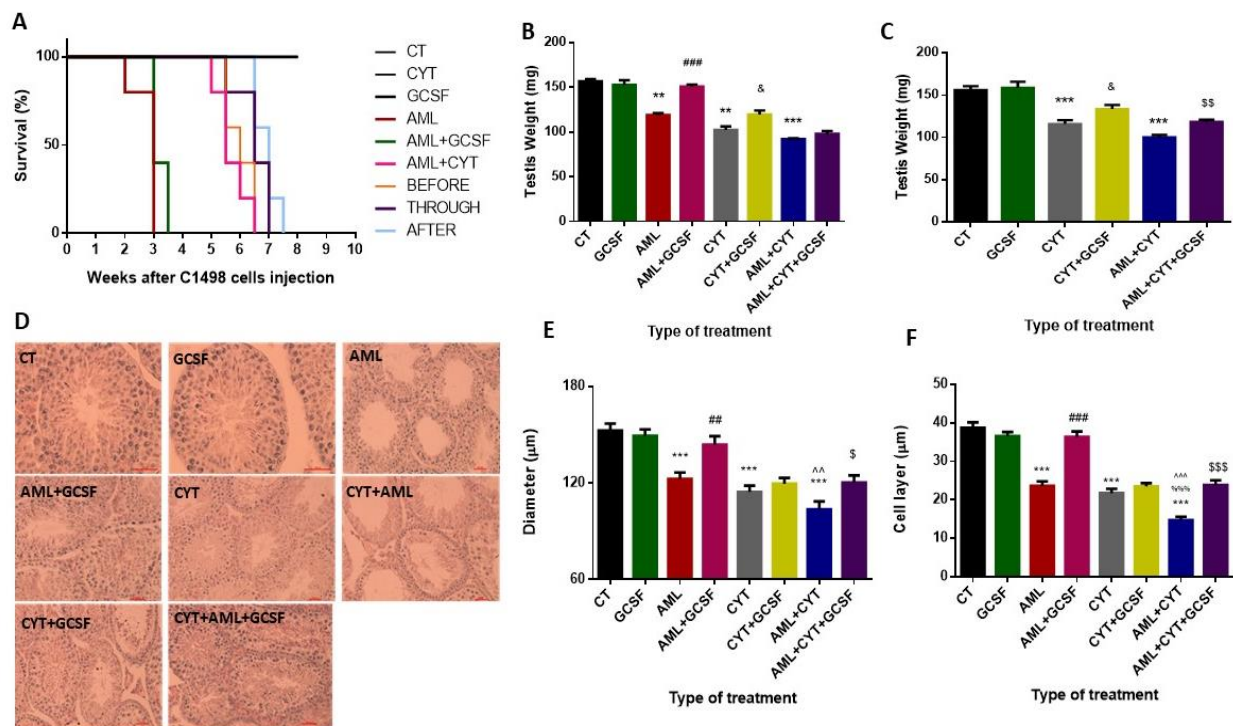 A
Survival (%)
100
50
0
0 1 2 3 4 5 6 7 8 9 10
Weeks after C1498 cells injection
CT
CYT
GCSF
AML
AML+GCSF
AML+CYT
BEFORE
THROUGH
AFTER
B
Testis Weight (mg)
200
150
100
50
0
**
###
**
&
***
CT
GCSF
AML
AML+GCSF
CYT
CYT+GCSF
AML+CYT
AML+CYT+GCSF
Type of treatment
C
Testis Weight (mg)
200
150
100
50
0
***
&
***
$$
CT
GCSF
CYT
CYT+GCSF
AML+CYT
AML+CYT+GCSF
Type of treatment
D
CT
GCSF
AML
AML+GCSF
CYT
CYT+AML
CYT+GCSF
CYT+AML+GCSF
E
Diameter (μm)
180
120
60
***
##
***
^^
***
$
CT
GCSF
AML
AML+GCSF
CYT
CYT+GCSF
AML+CYT
AML+CYT+GCSF
Type of treatment
F
Cell layer (μm)
50
40
30
20
10
0
***
###
***
^^^
%%%
***
$$$
CT
GCSF
AML
AML+GCSF
CYT
CYT+GCSF
AML+CYT
AML+CYT+GCSF
Type of treatment